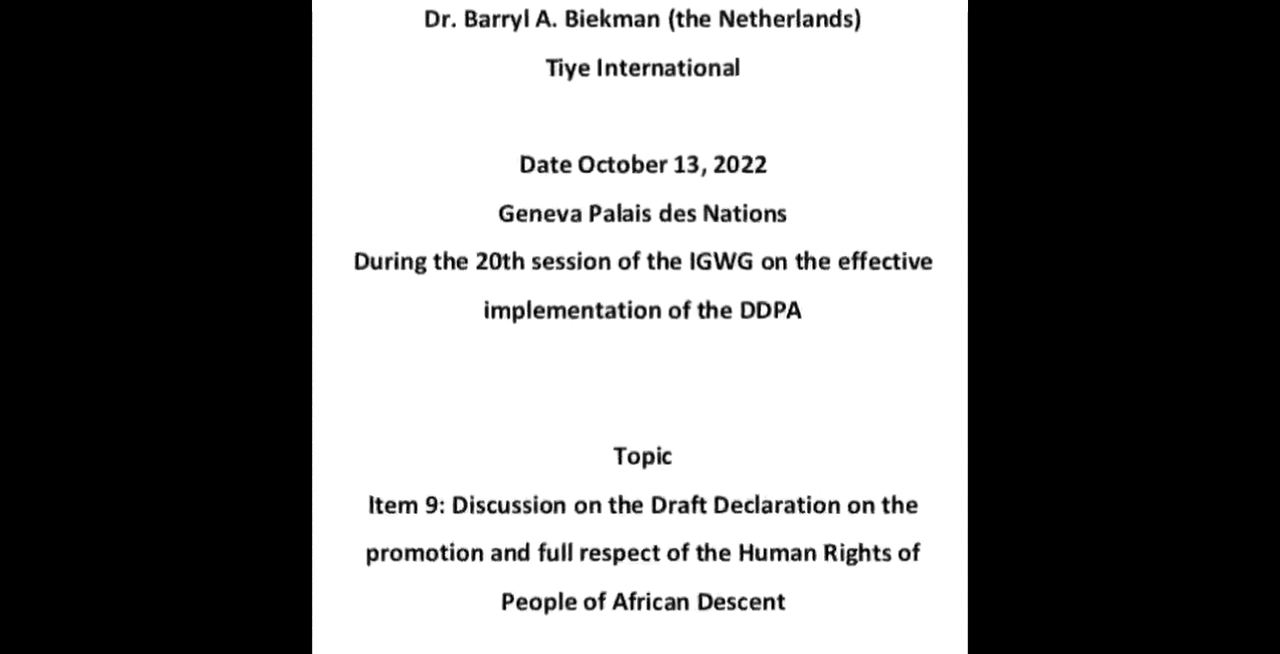 Dr. Barryl A. Biekman (the Netherlands)
Tiye International
Date October 13, 2022
Geneva Palais des Nations
During the 20th session of the IGWG on the effective
implementation of the DDPA
Topic
Item 9: Discussion on the Draft Declaration on the
promotion and full respect of the Human Rights of
People of African Descent